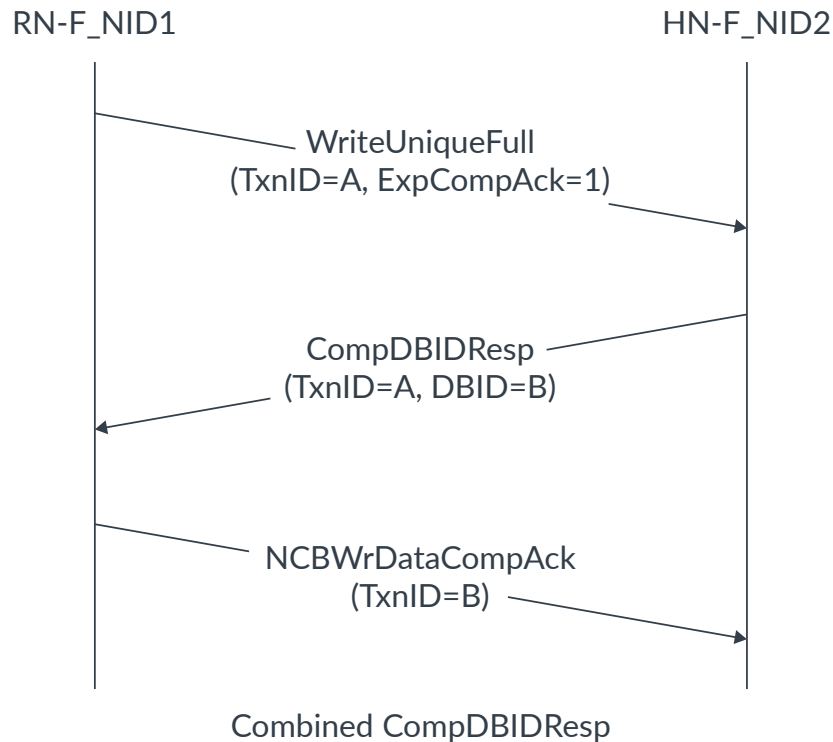 RN-F_NID1
HN-F_NID2
WriteUniqueFull
(TxnID=A, ExpCompAck=1)
CompDBIDResp
(TxnID=A, DBID=B)
NCBWrDataCompAck
(TxnID=B)
Combined CompDBIDResp